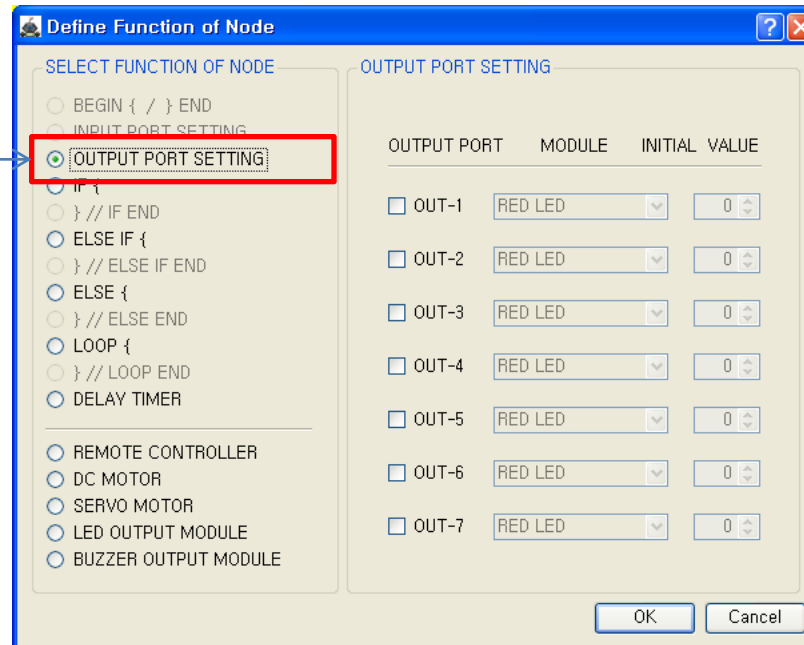 Define Function of Node
SELECT FUNCTION OF NODE
BEGIN { / } END
INPUT PORT SETTING
OUTPUT PORT SETTING
IF {
} // IF END
ELSE IF {
} // ELSE IF END
ELSE {
} // ELSE END
LOOP {
} // LOOP END
DELAY TIMER
REMOTE CONTROLLER
DC MOTOR
SERVO MOTOR
LED OUTPUT MODULE
BUZZER OUTPUT MODULE
OUTPUT PORT SETTING
OUTPUT PORT MODULE INITIAL VALUE
OUT-1 RED LED 0
OUT-2 RED LED 0
OUT-3 RED LED 0
OUT-4 RED LED 0
OUT-5 RED LED 0
OUT-6 RED LED 0
OUT-7 RED LED 0
OK Cancel